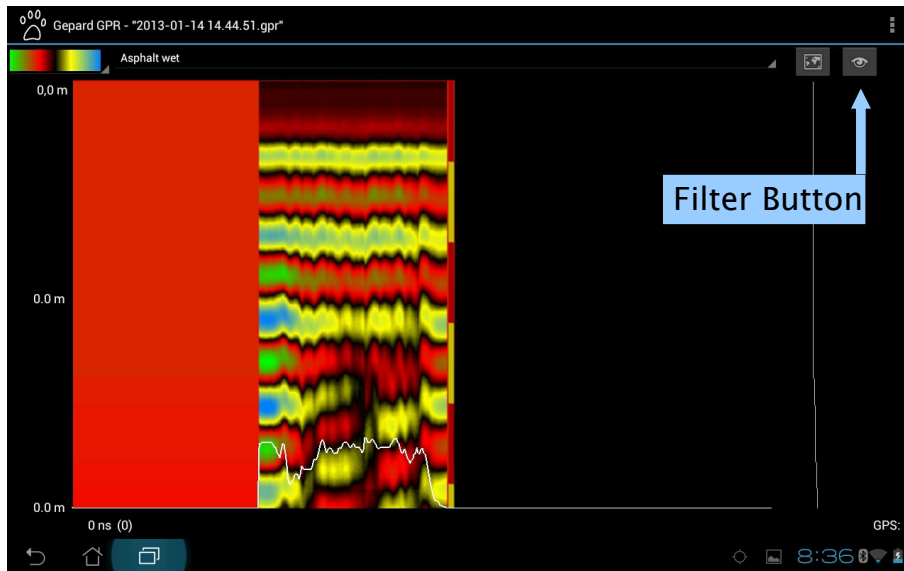 Gepard GPR - "2013-01-14 14.44.51.gpr"
Asphalt wet
0,0 m
Filter Button
0.0 m
0.0 m
0 ns (0)
GPS:
8:36